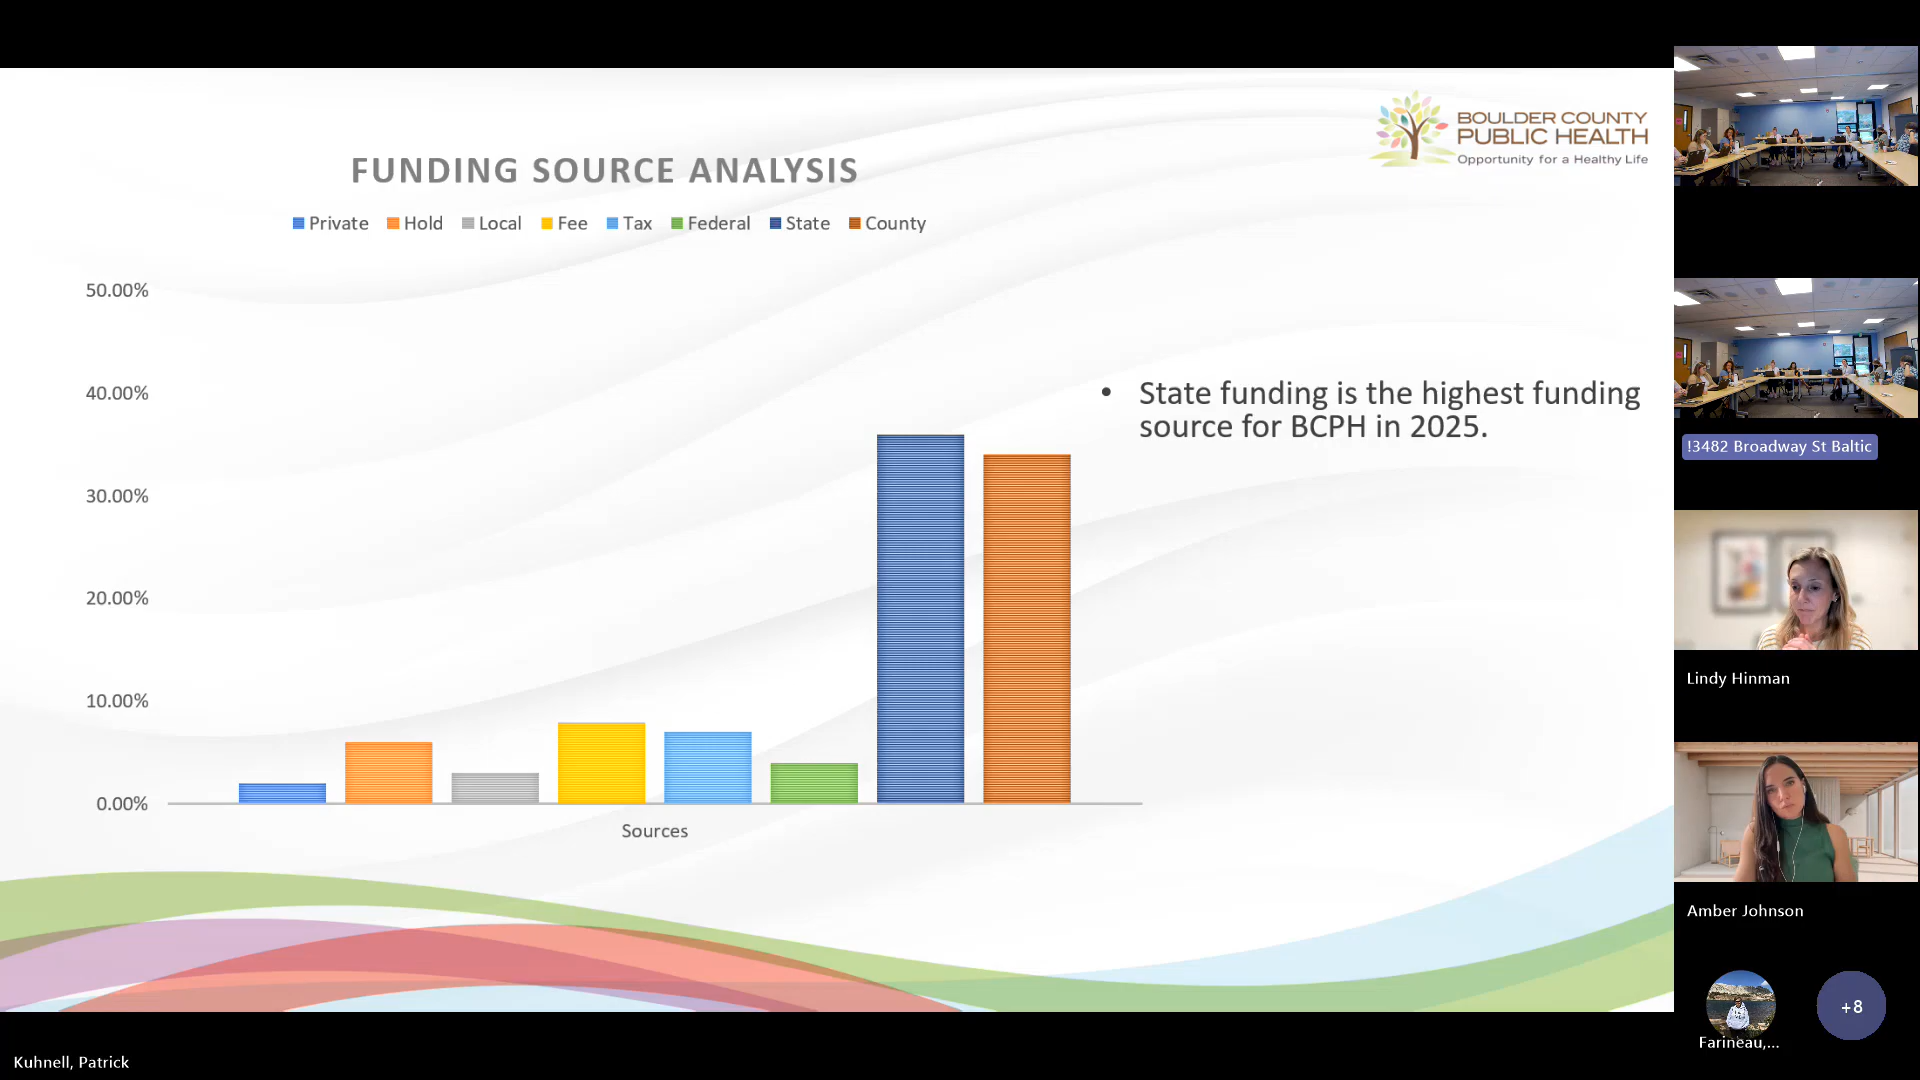 BOULDER COUNTY
PUBLIC HEALTH
Opportunity for a Healthy Life
FUNDING SOURCE ANALYSIS
Private Hold Local Fee Tax Federal State County
50.00%
40.00%
30.00%
20.00%
10.00%
0.00%
Sources
• State funding is the highest funding
source for BCPH in 2025.
!3482 Broadway St Baltic
Lindy Hinman
Amber Johnson
Farineau,...
+8
Kuhnell, Patrick